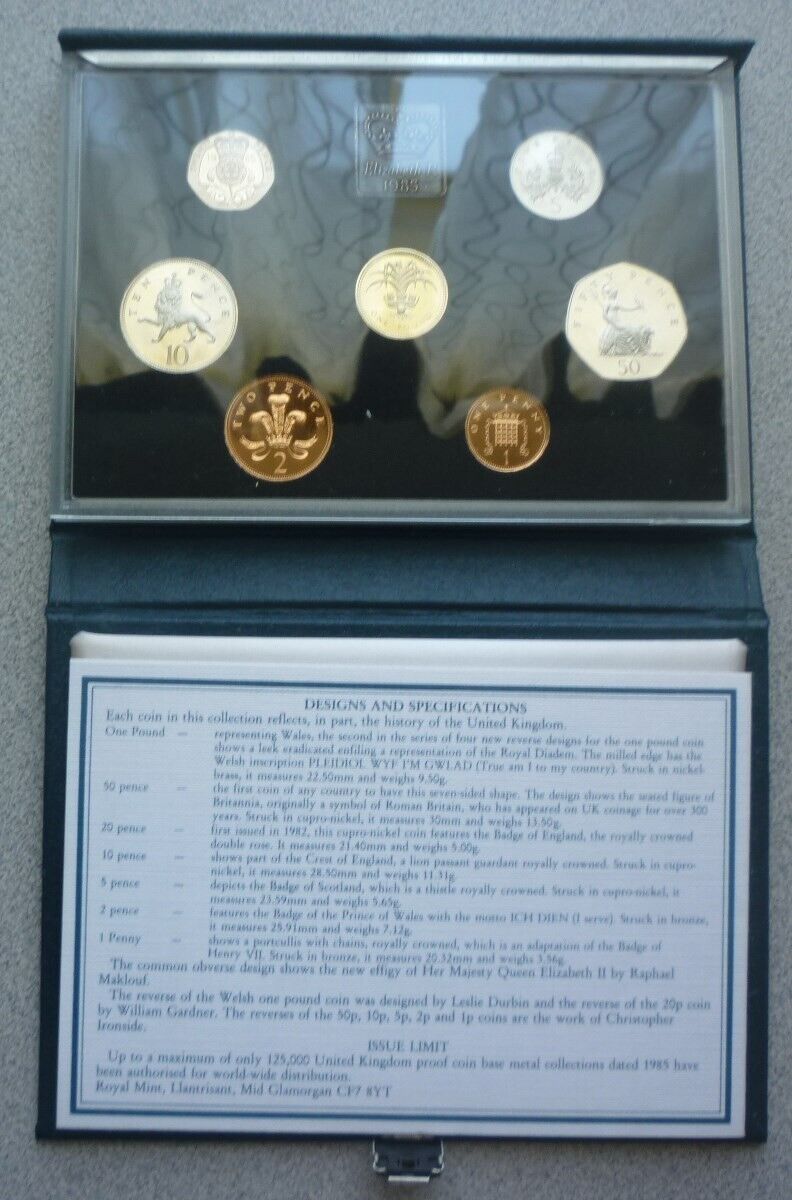 Elizabeth II
1985
TEN PENCE
10
5
FIFTY PENCE
50
TWO PENCE
2
ONE PENNY
1
DESIGNS AND SPECIFICATIONS
Each coin in this collection reflects, in part, the history of the United Kingdom.
One Pound — representing Wales, the second in the series of four new reverse designs for the one pound coin
shows a leek eradicated enfiling a representation of the Royal Diadem. The milled edge has the
Welsh inscription PLEIDIOL WYF I'M GWLAD (True am I to my country). Struck in nickel-
brass, it measures 22.50mm and weighs 9.50g.
50 pence — the first coin of any country to have this seven-sided shape. The design shows the seated figure of
Britannia, originally a symbol of Roman Britain, who has appeared on UK coinage for over 300
years. Struck in cupro-nickel, it measures 30mm and weighs 13.50g.
20 pence — first issued in 1982, this cupro-nickel coin features the Badge of England, the royally crowned
double rose. It measures 21.40mm and weighs 5.00g.
10 pence — shows part of the Crest of England, a lion passant guardant royally crowned. Struck in cupro-
nickel, it measures 28.50mm and weighs 11.31g.
5 pence — depicts the Badge of Scotland, which is a thistle royally crowned. Struck in cupro-nickel, it
measures 23.59mm and weighs 5.65g.
2 pence — features the Badge of the Prince of Wales with the motto ICH DIEN (I serve). Struck in bronze,
it measures 25.91mm and weighs 7.12g.
1 Penny — shows a portcullis with chains, royally crowned, which is an adaptation of the Badge of
Henry VII. Struck in bronze, it measures 20.32mm and weighs 3.56g.
The common obverse design shows the new effigy of Her Majesty Queen Elizabeth II by Raphael
Maklouf.
The reverse of the Welsh one pound coin was designed by Leslie Durbin and the reverse of the 20p coin
by William Gardner. The reverses of the 50p, 10p, 5p, 2p and 1p coins are the work of Christopher
Ironside.
ISSUE LIMIT
Up to a maximum of only 125,000 United Kingdom proof coin base metal collections dated 1985 have
been authorised for world-wide distribution.
Royal Mint, Llantrisant, Mid Glamorgan CF7 8YT